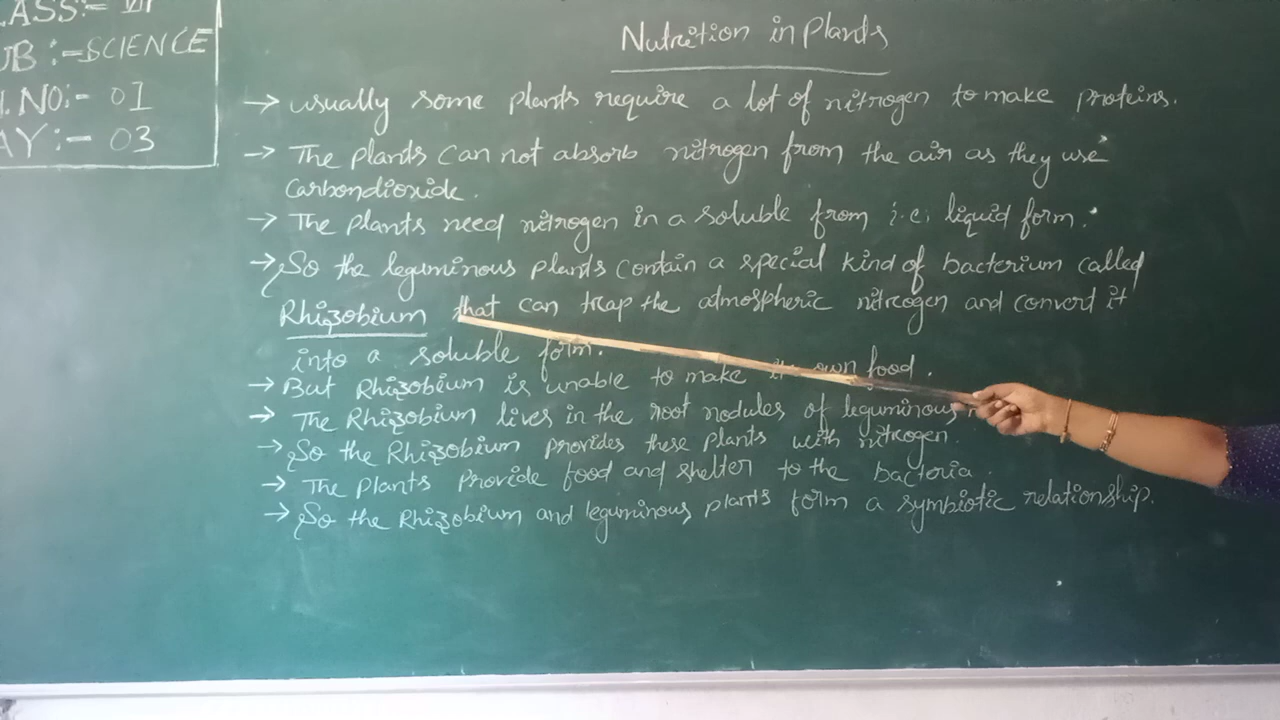 CLASS:- VII
SUB :- SCIENCE
NO:- 01
DAY :- 03
Nutrition in Plants
→ usually some plants require a lot of nitrogen to make proteins.
→ The plants can not absorb nitrogen from the air as they use
Carbondioxide.
→ The plants need nitrogen in a soluble from i.e. liquid form.
→ So the leguminous plants contain a special kind of bacterium called
Rhizobium that can trap the atmospheric nitrogen and convert it
into a soluble form.
→ But Rhizobium is unable to make its own food.
→ The Rhizobium lives in the root nodules of leguminous
→ So the Rhizobium provides these plants with nitrogen.
→ The plants provide food and shelter to the bacteria.
→ So the Rhizobium and leguminous plants form a symbiotic relationship.